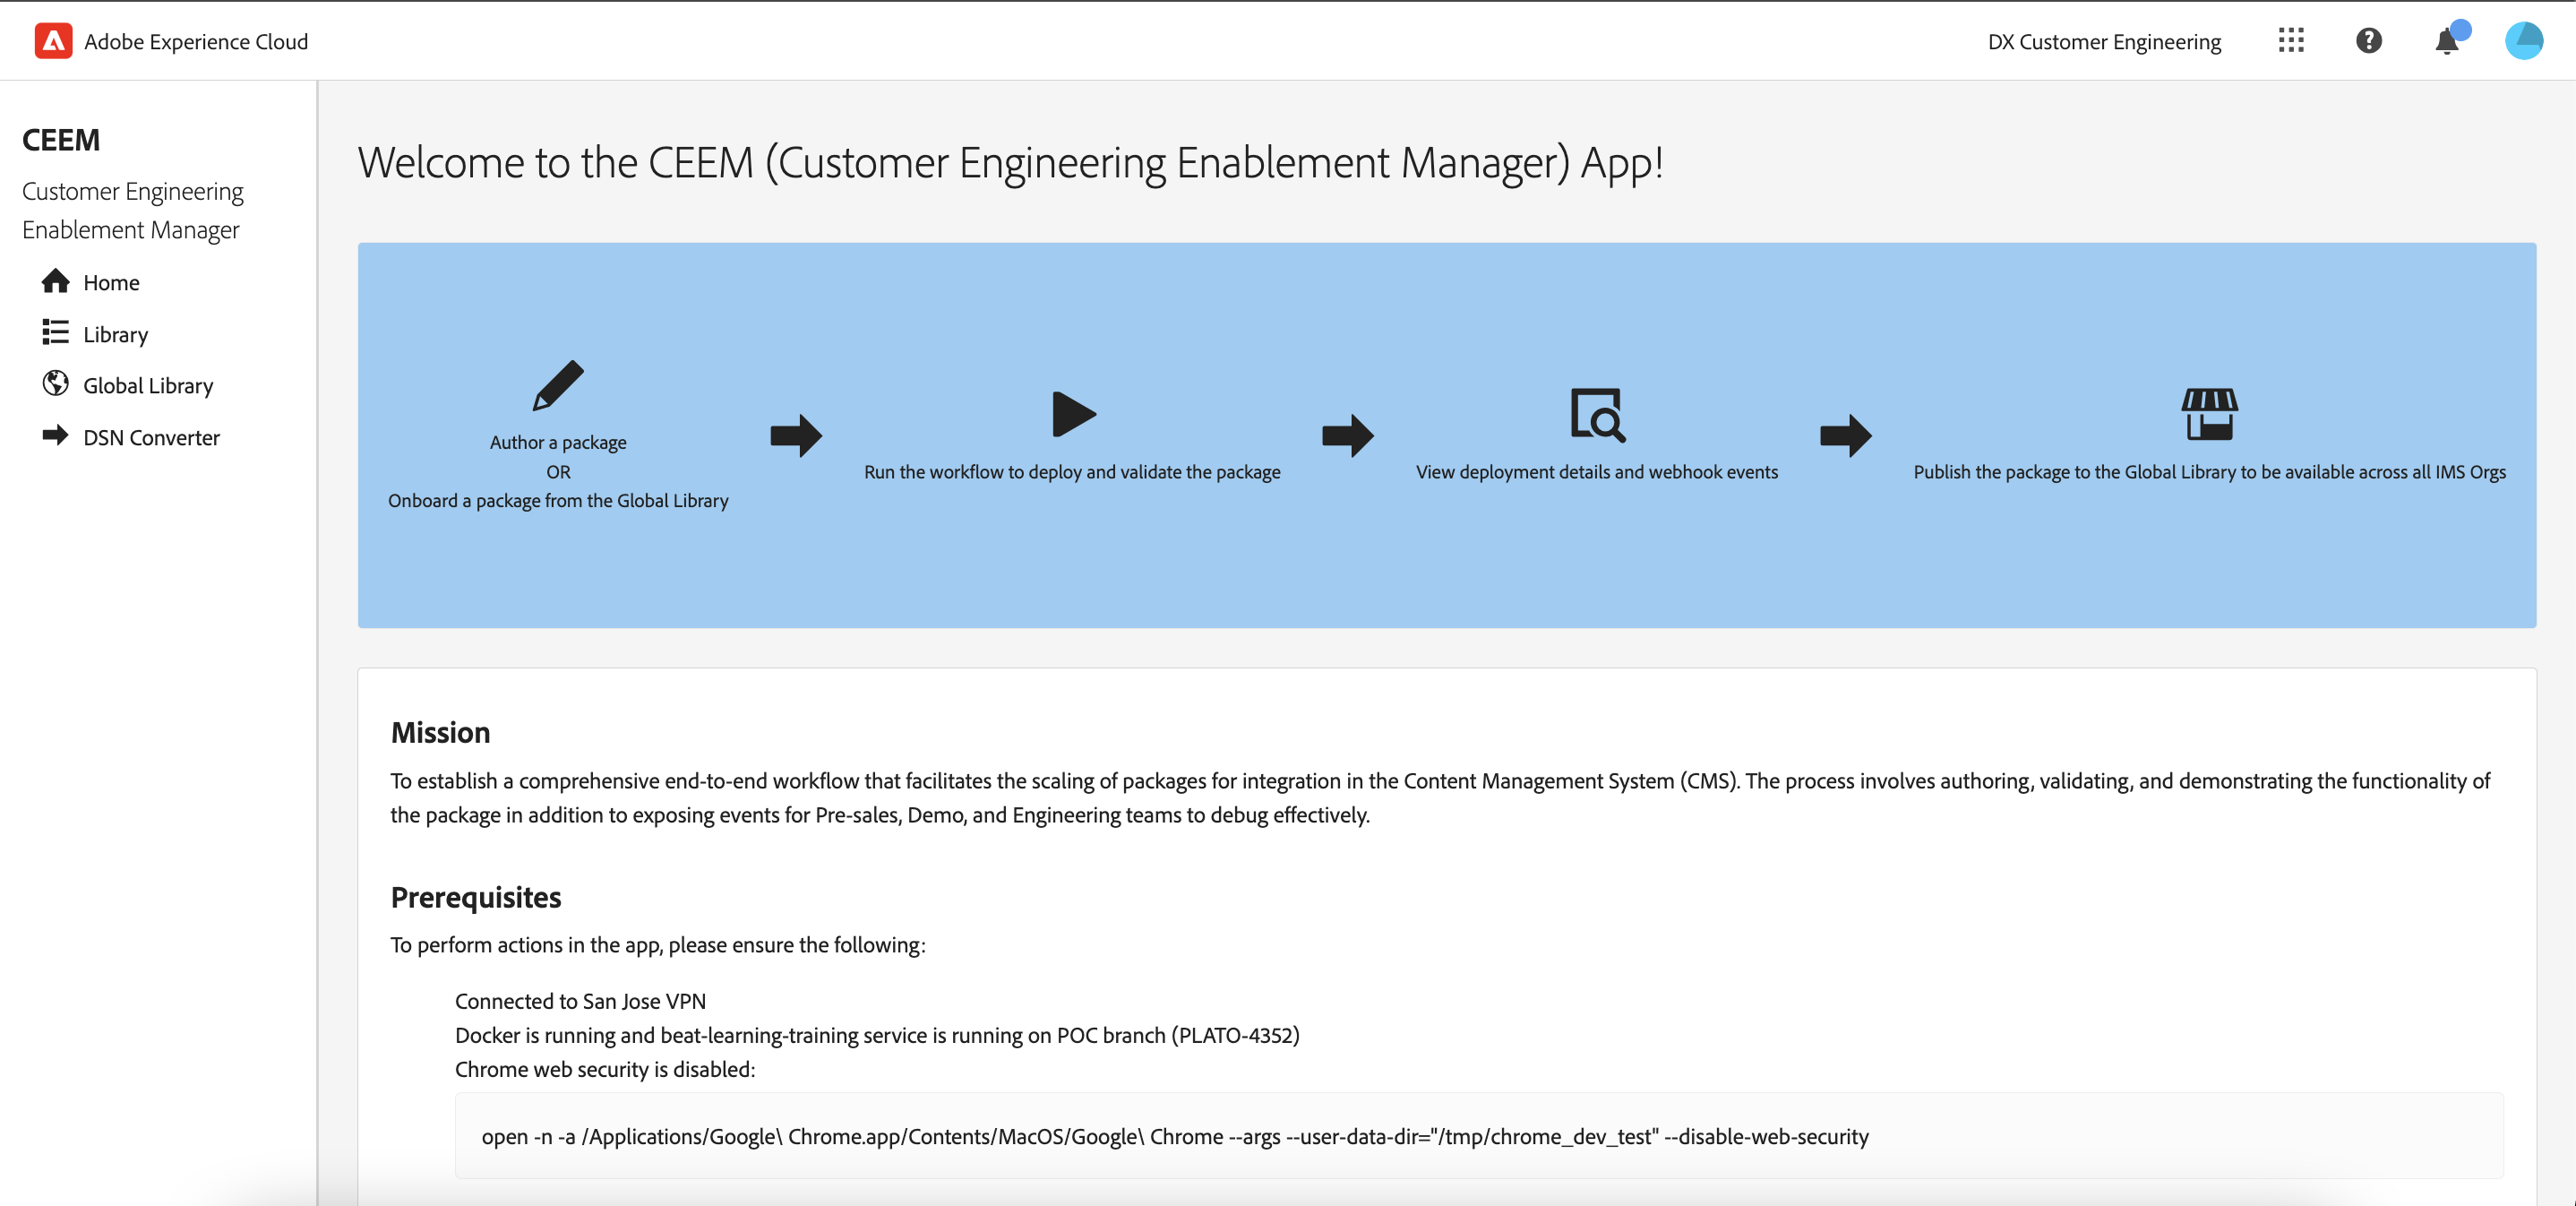 Adobe Experience Cloud
DX Customer Engineering
CEEM
Customer Engineering
Enablement Manager
Home
Library
Global Library
DSN Converter
Welcome to the CEEM (Customer Engineering Enablement Manager) App!
Author a package
OR
Onboard a package from the Global Library
Run the workflow to deploy and validate the package
View deployment details and webhook events
Publish the package to the Global Library to be available across all IMS Orgs
Mission
To establish a comprehensive end-to-end workflow that facilitates the scaling of packages for integration in the Content Management System (CMS). The process involves authoring, validating, and demonstrating the functionality of
the package in addition to exposing events for Pre-sales, Demo, and Engineering teams to debug effectively.
Prerequisites
To perform actions in the app, please ensure the following:
Connected to San Jose VPN
Docker is running and beat-learning-training service is running on POC branch (PLATO-4352)
Chrome web security is disabled:
open -n -a /Applications/Google\ Chrome.app/Contents/MacOS/Google\ Chrome --args --user-data-dir="/tmp/chrome_dev_test" --disable-web-security